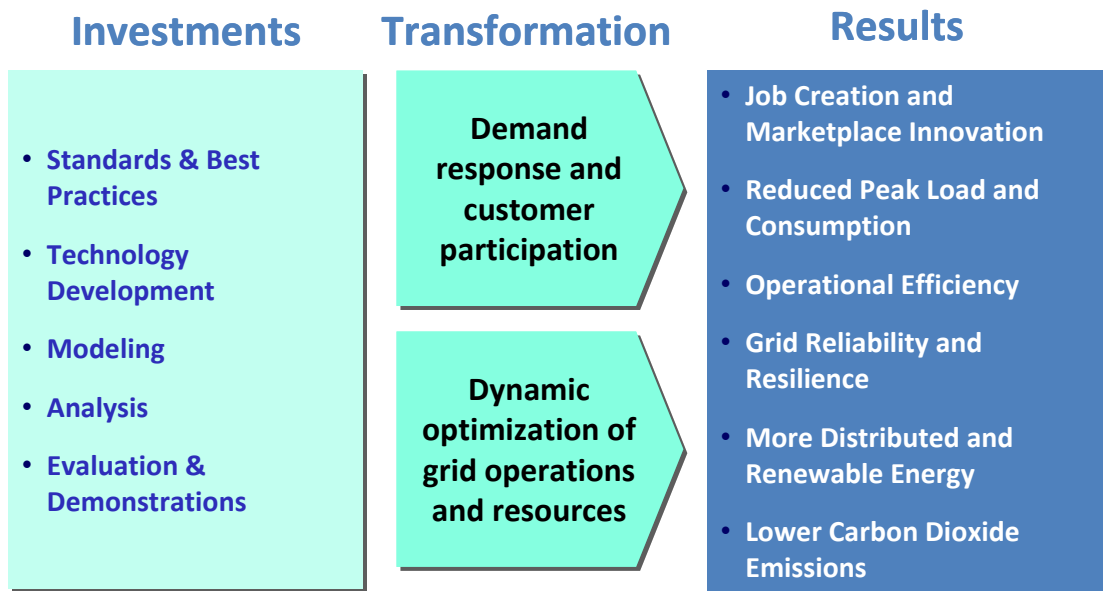 Investments
• Standards & Best
Practices
• Technology
Development
• Modeling
• Analysis
• Evaluation &
Demonstrations
Transformation
Demand
response and
customer
participation
Dynamic
optimization of
grid operations
and resources
Results
• Job Creation and
Marketplace Innovation
• Reduced Peak Load and
Consumption
• Operational Efficiency
• Grid Reliability and
Resilience
• More Distributed and
Renewable Energy
• Lower Carbon Dioxide
Emissions